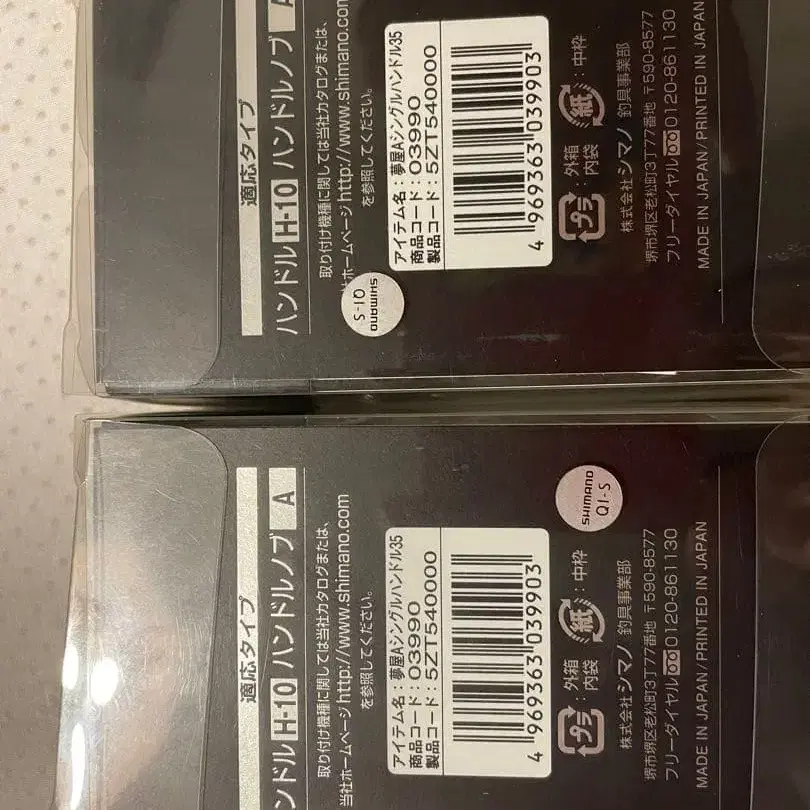 適応タイプ
ハンドル H-10 ハンドルノブ A
取り付け機種に関しては当社カタログまたは、
社ホームページ http://www.shimano.com
を参照してください。
アイテム名：夢屋Aシングルハンドル35
商品コード：03990
製品コード：5ZT540000
4 969363 039903
プラ：外箱 内袋
紙：中枠
株式会社シマノ 釣具事業部
堺市堺区老松町3丁77番地 〒590-8577
フリーダイヤル 0120-861130
MADE IN JAPAN/PRINTED IN JAPAN
SHIMANO
S-1Q
適応タイプ
ンドル H-10 ハンドルノブ A
取り付け機種に関しては当社カタログまたは、
当社ホームページ http://www.shimano.com
を参照してください。
アイテム名：夢屋Aシングルハンドル35
商品コード：03990
製品コード：5ZT540000
4 969363 039903
SHIMANO
Q1-S
プラ：外箱 内袋
紙：中枠
株式会社シマノ 釣具事業部
堺市堺区老松町3丁77番地 〒590-8577
フリーダイヤル 0120-861130
MADE IN JAPAN/PRINTED IN JAPAN